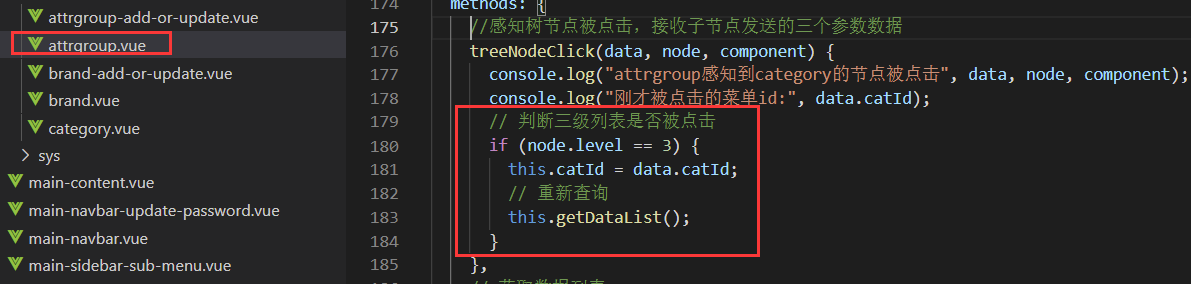 attrgroup-add-or-update.vue
attrgroup.vue
brand-add-or-update.vue
brand.vue
category.vue
sys
main-content.vue
main-navbar-update-password.vue
main-navbar.vue
main-sidebar-sub-menu.vue
174 methods: {
175 //感知树节点被点击，接收子节点发送的三个参数数据
176 treeNodeClick(data, node, component) {
177 console.log("attrgroup感知到category的节点被点击", data, node, component);
178 console.log("刚才被点击的菜单id:", data.catId);
179 // 判断三级列表是否被点击
180 if (node.level == 3) {
181 this.catId = data.catId;
182 // 重新查询
183 this.getDataList();
184 }
185 },
// 获取数据列表